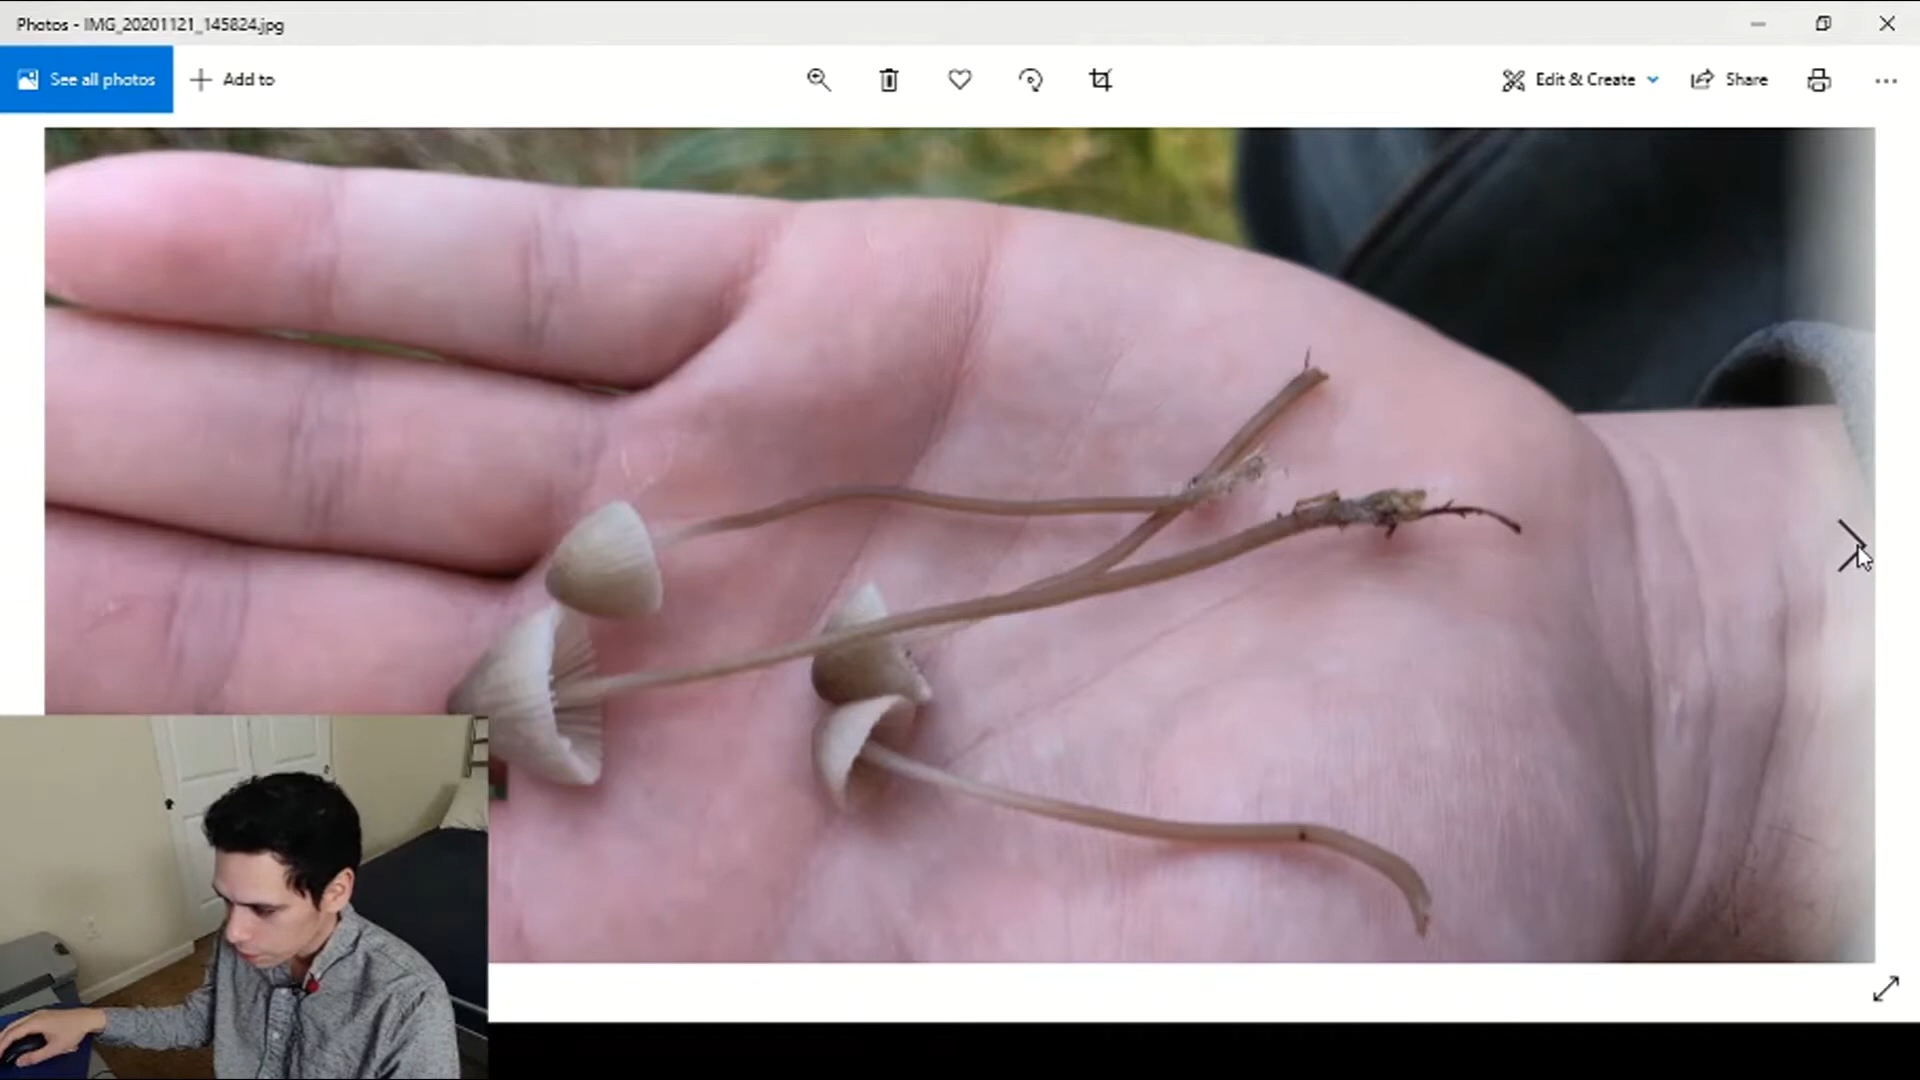 Photos - IMG_20201121_145824.jpg
See all photos
Add to
Edit & Create
Share